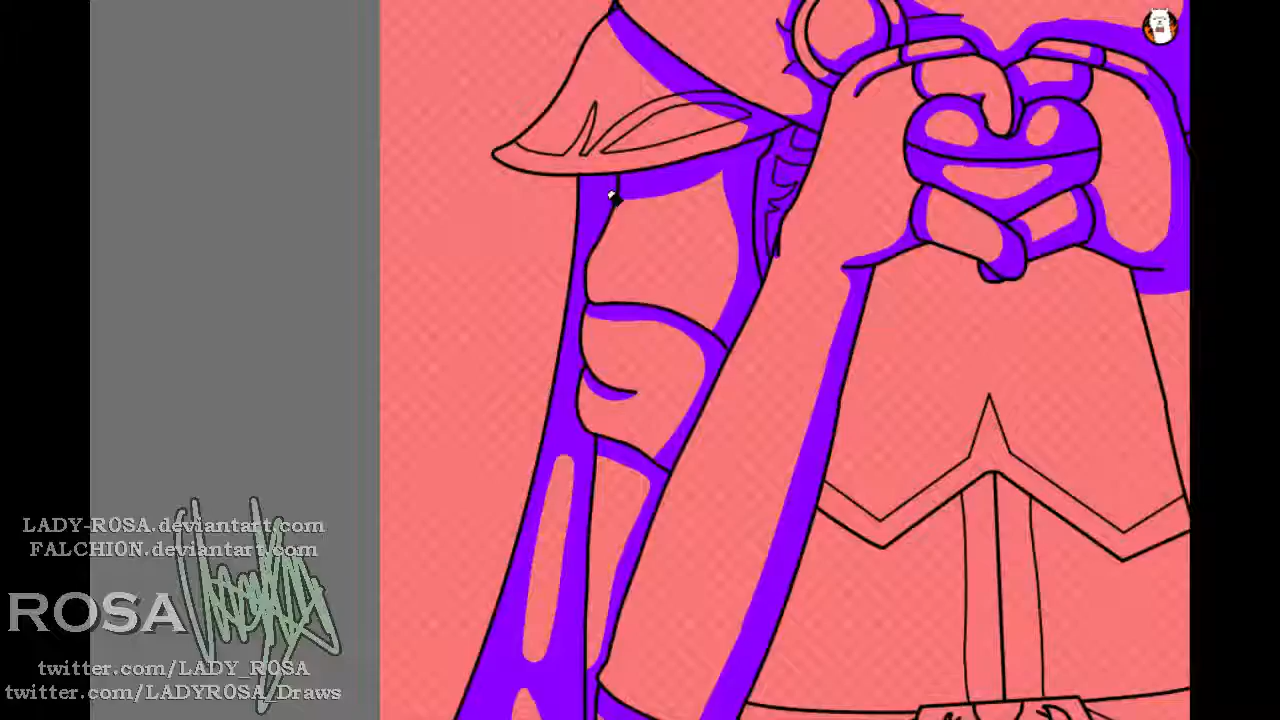 LADY-ROSA.deviantart.com
FALCHION.deviantart.com
ROSA
twitter.com/LADY_ROSA
twitter.com/LADYROSA_Draws